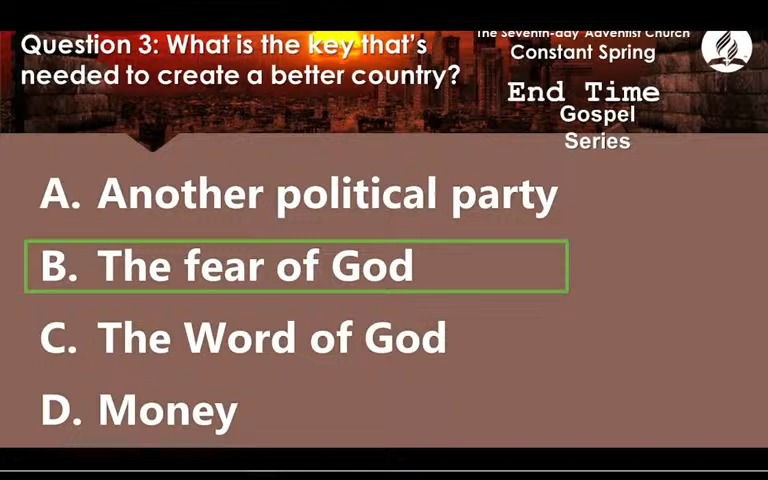 Question 3: What is the key that's
needed to create a better country?
The Seventh-day Adventist Church
Constant Spring
End Time
Gospel
Series
A. Another political party
B. The fear of God
C. The Word of God
D. Money